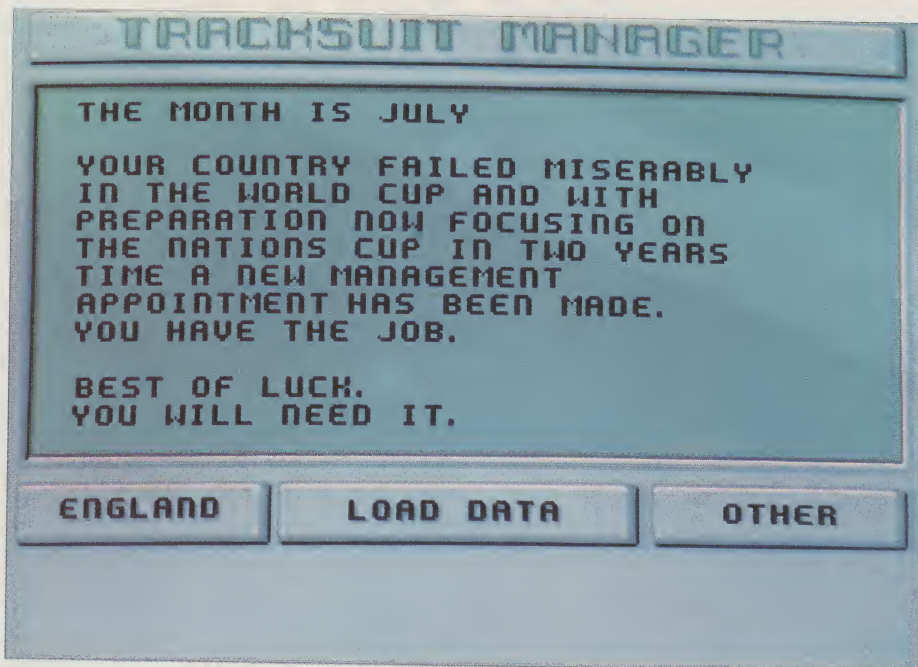 TRACKSUIT MANAGER
THE MONTH IS JULY
YOUR COUNTRY FAILED MISERABLY
IN THE WORLD CUP AND WITH
PREPARATION NOW FOCUSING ON
THE NATIONS CUP IN TWO YEARS
TIME A NEW MANAGEMENT
APPOINTMENT HAS BEEN MADE.
YOU HAVE THE JOB.
BEST OF LUCK.
YOU WILL NEED IT.
ENGLAND
LOAD DATA
OTHER